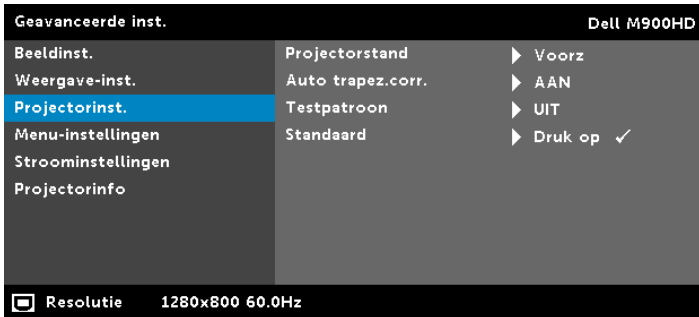 Geavanceerde inst. Dell M900HD
Beeldinst. Projectorstand Voorz
Weergave-inst. Auto trapez.corr. AAN
Projectorinst. Testpatroon UIT
Menu-instellingen Standaard Druk op ✓
Stroominstellingen
Projectorinfo
Resolutie 1280x800 60.0Hz